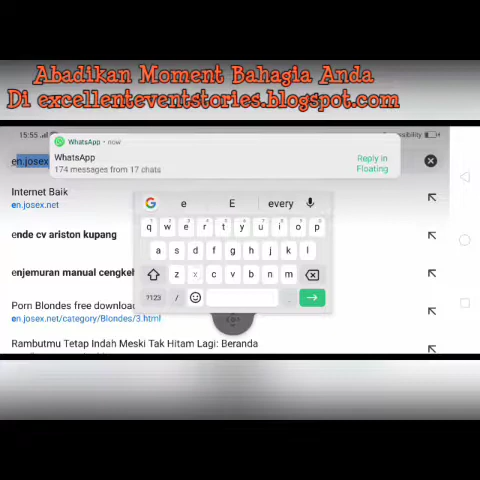 Abadikan Moment Bahagia Anda
Di excellenteventstories.blogspot.com
15:55
WhatsApp • now
WhatsApp
174 messages from 17 chats
Reply in Floating
en.josex
Internet Baik
en.josex.net
ende cv ariston kupang
enjemuran manual cengkeh
Porn Blondes free download
en.josex.net/category/Blondes/3.html
Rambutmu Tetap Indah Meski Tak Hitam Lagi: Beranda
e E every
q w e r t y u i o p
a s d f g h j k l
z x c v b n m
?123 / .